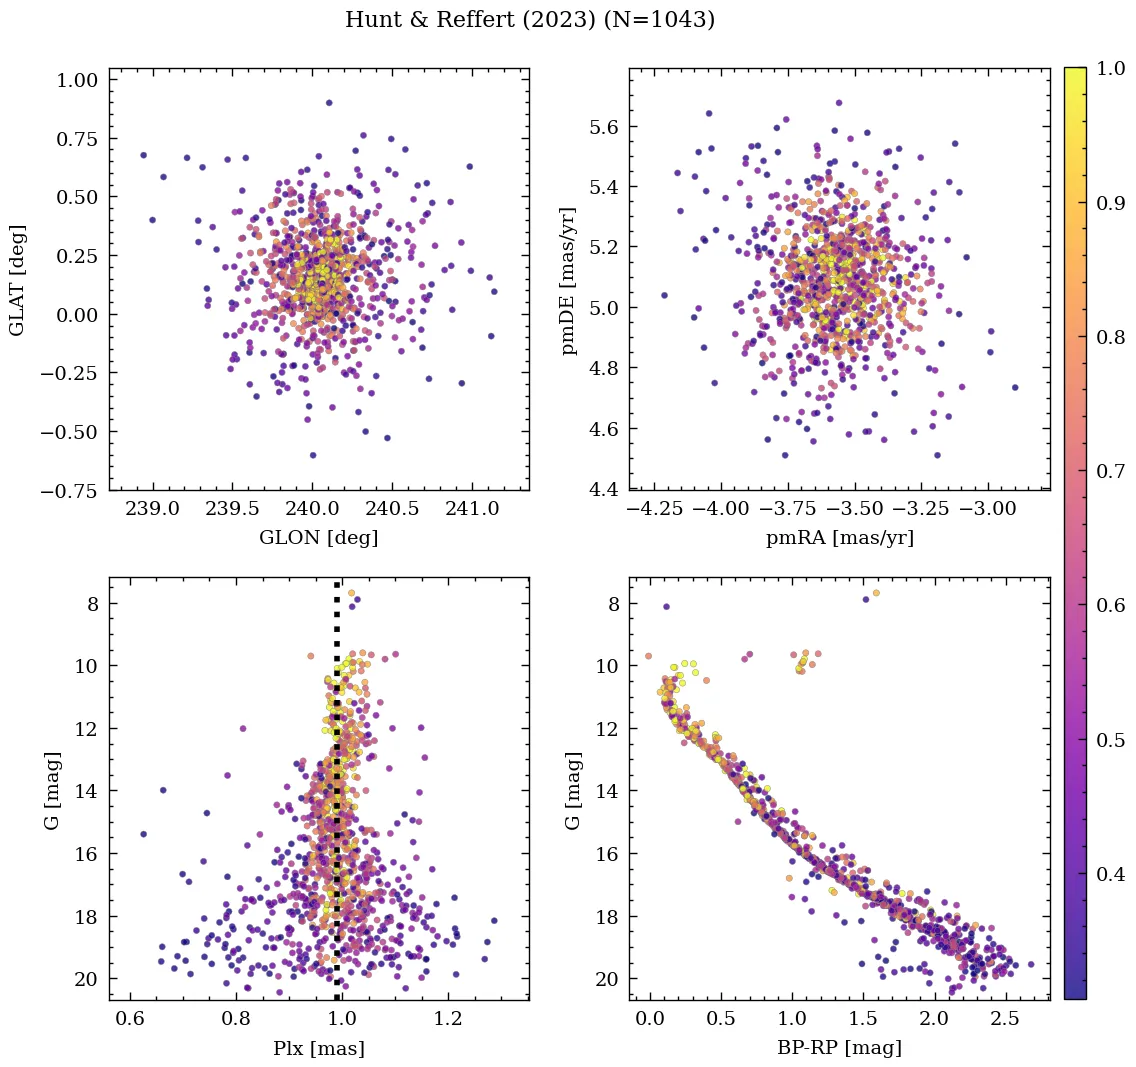 Hunt & Reffert (2023) (N=1043)
1.00
0.75
0.50
0.25
0.00
−0.25
−0.50
−0.75
GLAT [deg]
239.0 239.5 240.0 240.5 241.0
GLON [deg]
5.6
5.4
5.2
5.0
4.8
4.6
4.4
pmDE [mas/yr]
−4.25 −4.00 −3.75 −3.50 −3.25 −3.00
pmRA [mas/yr]
1.0
0.9
0.8
0.7
0.6
0.5
0.4
8
10
12
14
16
18
20
G [mag]
0.6 0.8 1.0 1.2
Plx [mas]
8
10
12
14
16
18
20
G [mag]
0.0 0.5 1.0 1.5 2.0 2.5
BP-RP [mag]